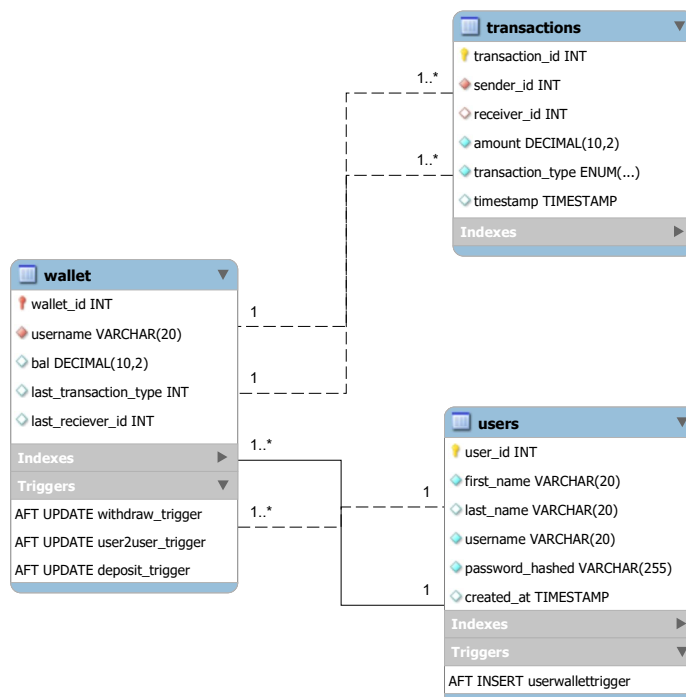 transactions
transaction_id INT
sender_id INT
receiver_id INT
amount DECIMAL(10,2)
transaction_type ENUM(...)
timestamp TIMESTAMP
Indexes
1..*
1..*
wallet
wallet_id INT
username VARCHAR(20)
bal DECIMAL(10,2)
last_transaction_type INT
last_reciever_id INT
Indexes
Triggers
AFT UPDATE withdraw_trigger
AFT UPDATE user2user_trigger
AFT UPDATE deposit_trigger
1
1
1..*
1..*
1
1
users
user_id INT
first_name VARCHAR(20)
last_name VARCHAR(20)
username VARCHAR(20)
password_hashed VARCHAR(255)
created_at TIMESTAMP
Indexes
Triggers
AFT INSERT userwallettrigger